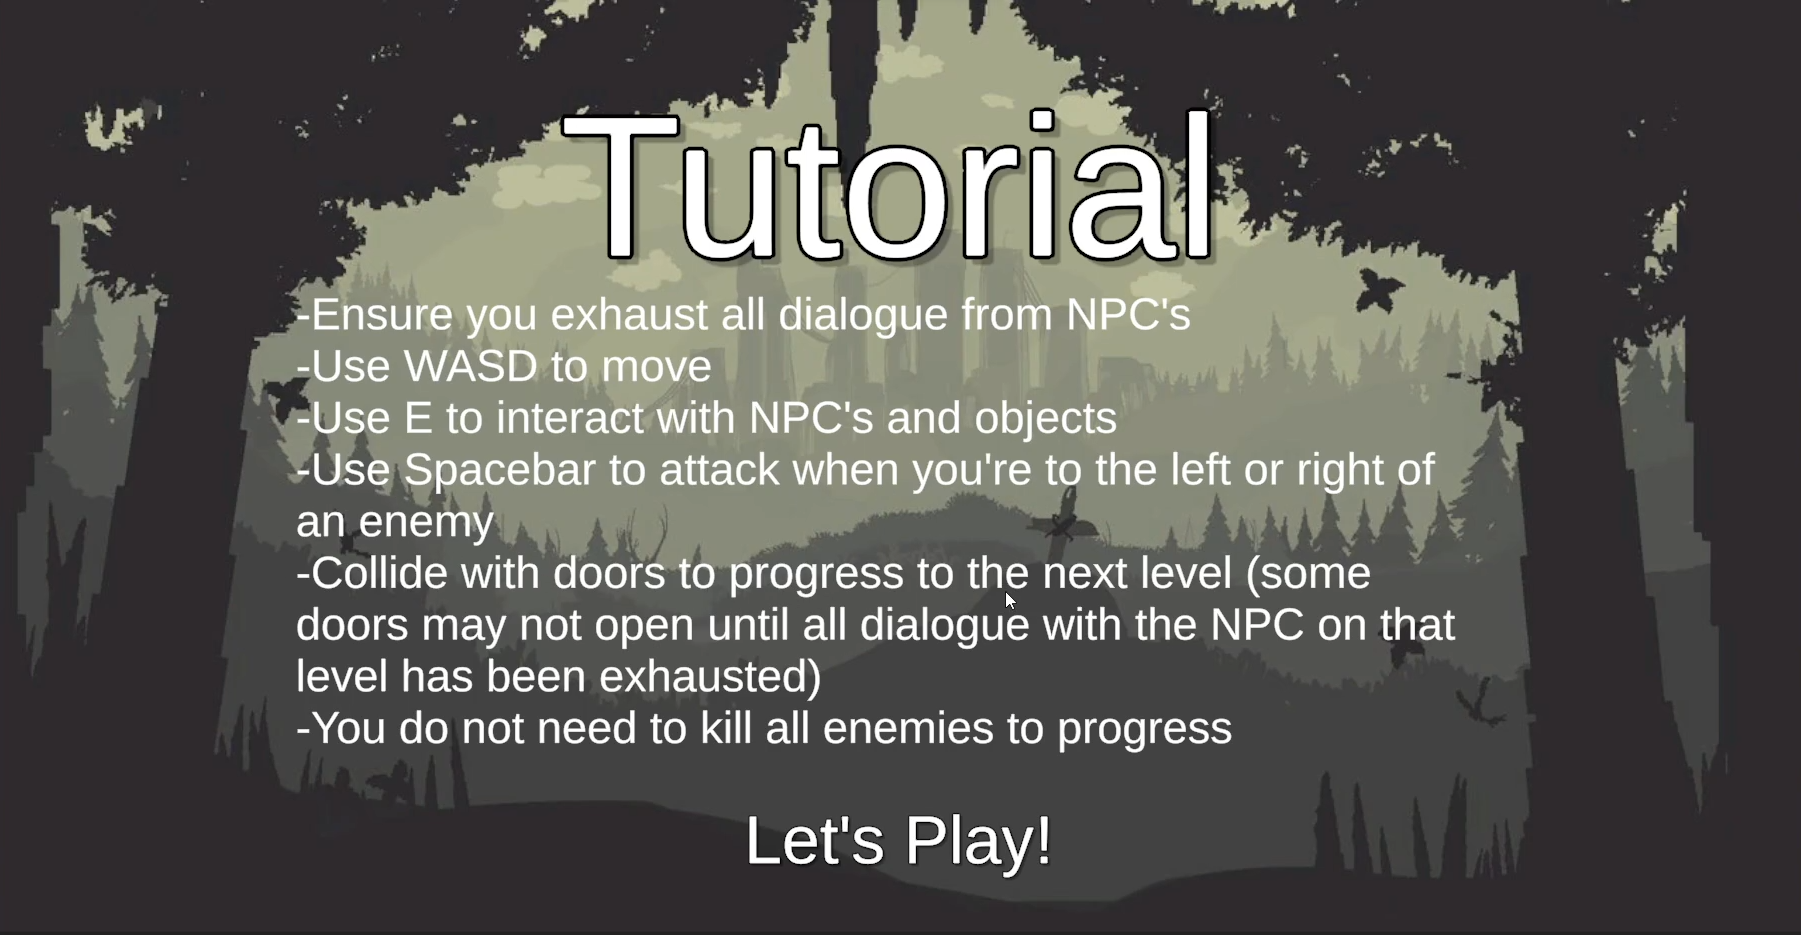 Tutorial
-Ensure you exhaust all dialogue from NPC's
-Use WASD to move
-Use E to interact with NPC's and objects
-Use Spacebar to attack when you're to the left or right of
an enemy
-Collide with doors to progress to the next level (some
doors may not open until all dialogue with the NPC on that
level has been exhausted)
-You do not need to kill all enemies to progress
Let's Play!